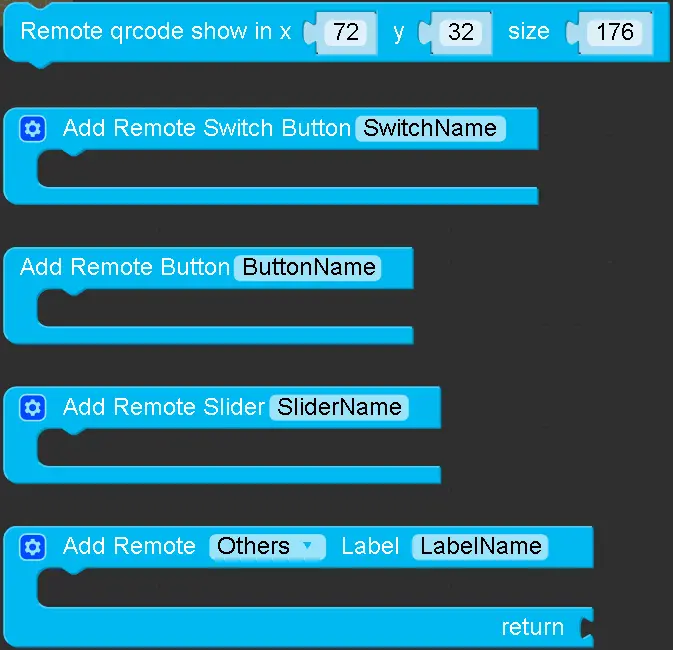 Remote qrcode show in x 72 y 32 size 176
Add Remote Switch Button SwitchName
Add Remote Button ButtonName
Add Remote Slider SliderName
Add Remote Others Label LabelName
return